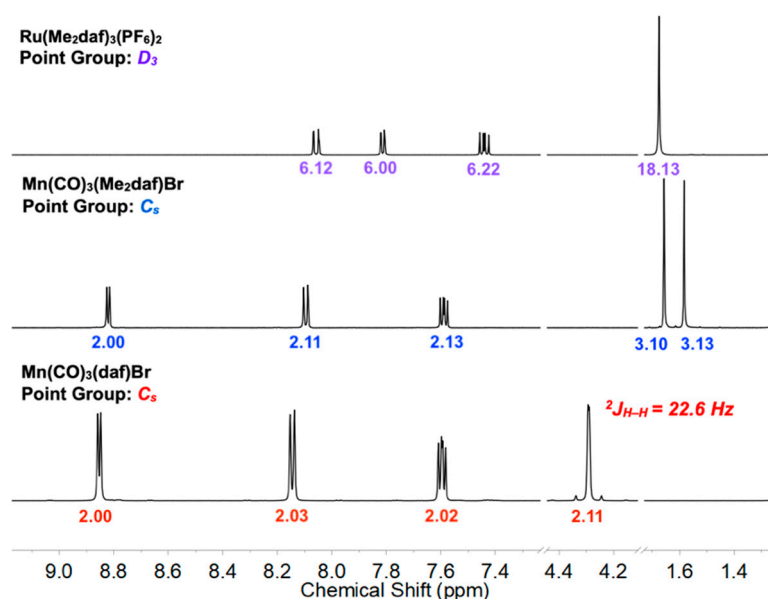 Ru(Me₂daf)₃(PF₆)₂
Point Group: D₃
6.12 6.00 6.22 18.13
Mn(CO)₃(Me₂daf)Br
Point Group: Cₛ
2.00 2.11 2.13 3.10 3.13
Mn(CO)₃(daf)Br
Point Group: Cₛ
²J_H–H = 22.6 Hz
2.00 2.03 2.02 2.11
9.0 8.8 8.6 8.4 8.2 8.0 7.8 7.6 7.4 4.4 4.2 1.6 1.4
Chemical Shift (ppm)